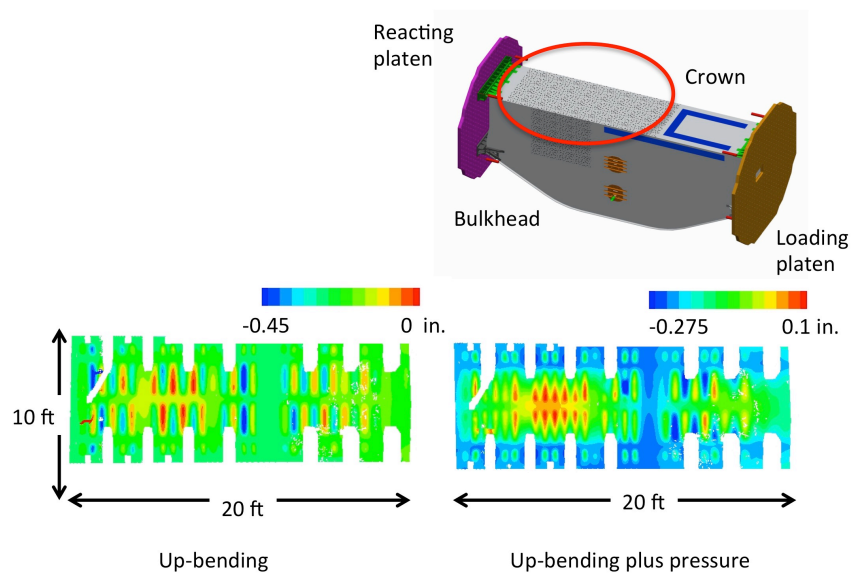 Reacting
platen
Crown
Bulkhead
Loading
platen
-0.45 0 in.
-0.275 0.1 in.
10 ft
20 ft
20 ft
Up-bending
Up-bending plus pressure